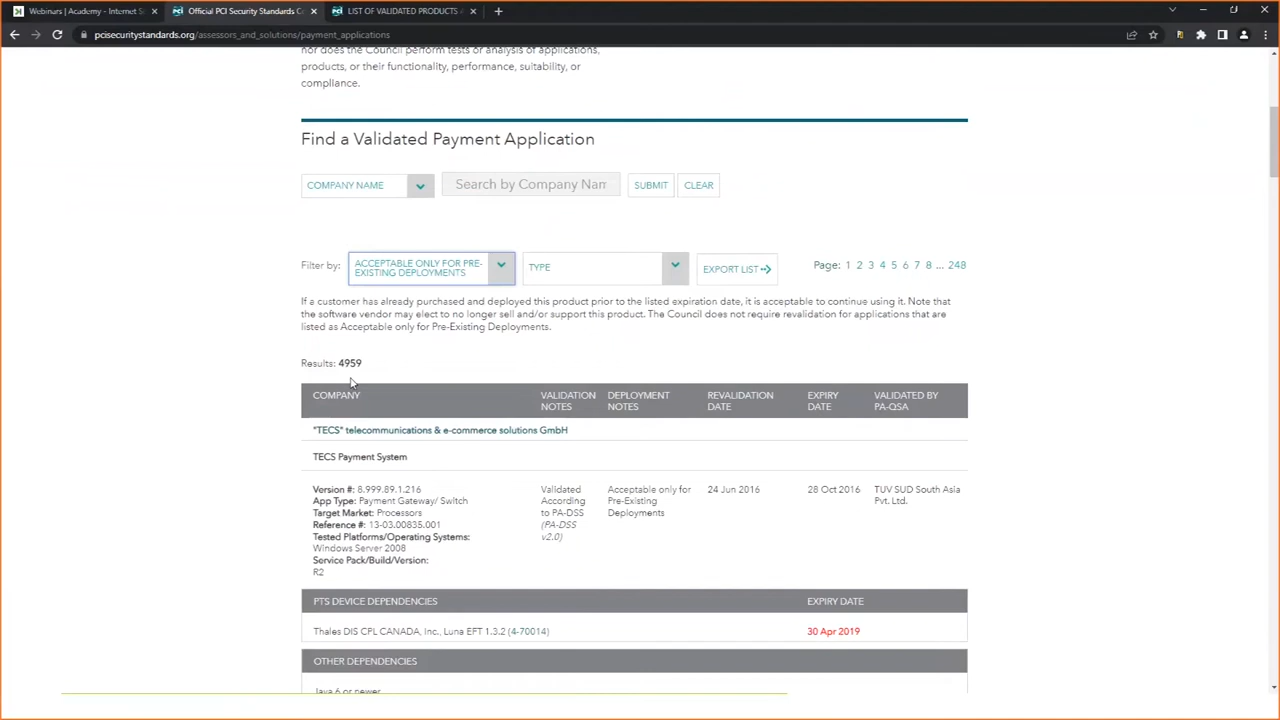 Webinars | Academy - Internet S
Official PCI Security Standards C
LIST OF VALIDATED PRODUCTS
pcisecuritystandards.org/assessors_and_solutions/payment_applications
nor does the Council perform tests or analysis of applications,
products, or their functionality, performance, suitability, or
compliance.
Find a Validated Payment Application
COMPANY NAME
Search by Company Nam
SUBMIT
CLEAR
Filter by:
ACCEPTABLE ONLY FOR PRE-
EXISTING DEPLOYMENTS
TYPE
EXPORT LIST
Page: 1 2 3 4 5 6 7 8 ... 248
If a customer has already purchased and deployed this product prior to the listed expiration date, it is acceptable to continue using it. Note that
the software vendor may elect to no longer sell and/or support this product. The Council does not require revalidation for applications that are
listed as Acceptable only for Pre-Existing Deployments.
Results: 4959
COMPANY
VALIDATION
NOTES
DEPLOYMENT
NOTES
REVALIDATION
DATE
EXPIRY
DATE
VALIDATED BY
PA-QSA
"TECS" telecommunications & e-commerce solutions GmbH
TECS Payment System
Version #: 8.999.89.1.216
App Type: Payment Gateway/ Switch
Target Market: Processors
Reference #: 13-03.00835.001
Tested Platforms/Operating Systems:
Windows Server 2008
Service Pack/Build/Version:
R2
Validated
According
to PA-DSS
(PA-DSS
v2.0)
Acceptable only for
Pre-Existing
Deployments
24 Jun 2016
28 Oct 2016
TUV SUD South Asia
Pvt. Ltd.
PTS DEVICE DEPENDENCIES
EXPIRY DATE
Thales DIS CPL CANADA, Inc., Luna EFT 1.3.2 (4-70014)
30 Apr 2019
OTHER DEPENDENCIES
Java 6 or newer